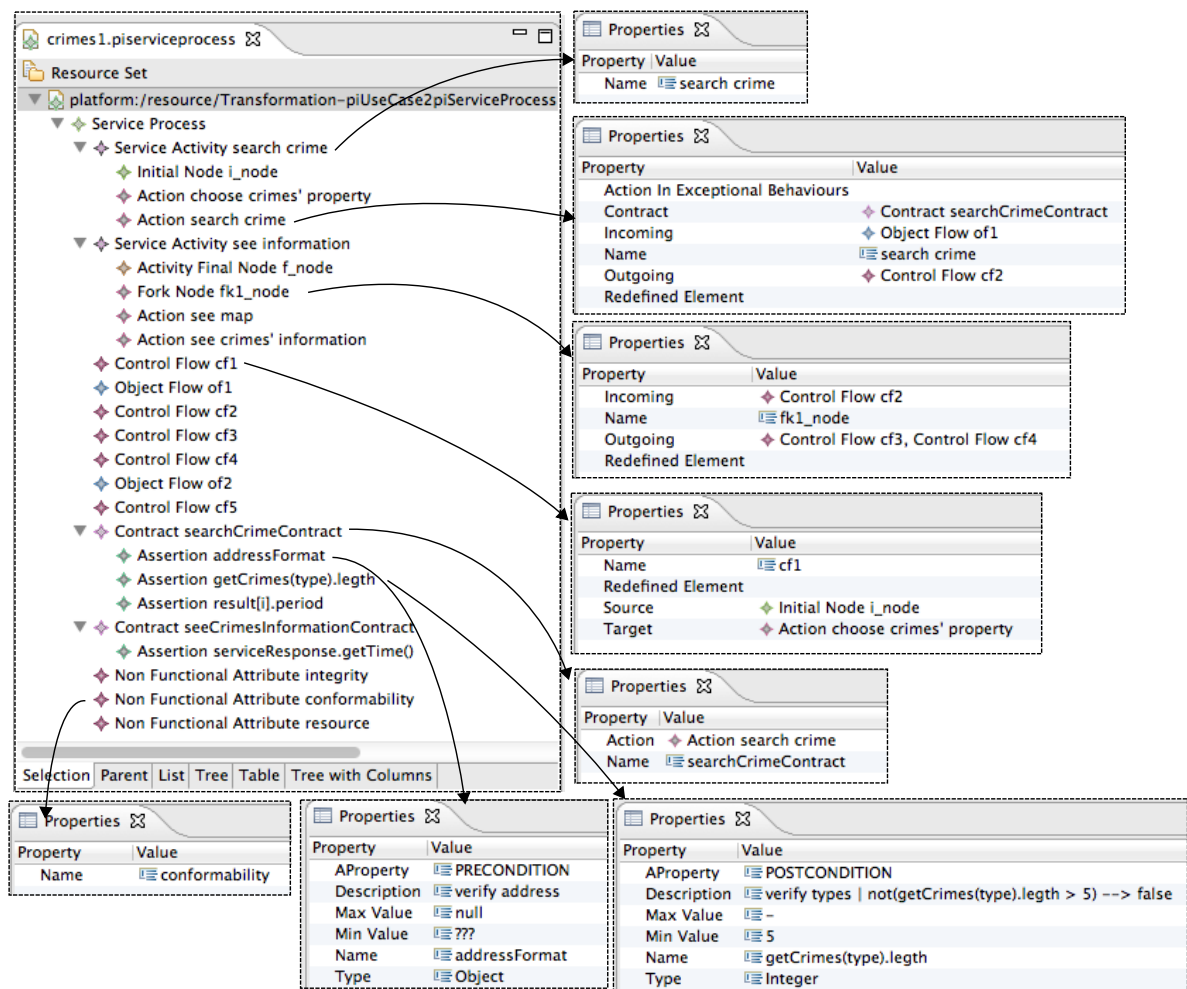 crimes1.piserviceprocess
Resource Set
platform:/resource/Transformation-piUseCase2piServiceProcess
Service Process
Service Activity search crime
Initial Node i_node
Action choose crimes' property
Action search crime
Service Activity see information
Activity Final Node f_node
Fork Node fk1_node
Action see map
Action see crimes' information
Control Flow cf1
Object Flow of1
Control Flow cf2
Control Flow cf3
Control Flow cf4
Object Flow of2
Control Flow cf5
Contract searchCrimeContract
Assertion addressFormat
Assertion getCrimes(type).legth
Assertion result[i].period
Contract seeCrimesInformationContract
Assertion serviceResponse.getTime()
Non Functional Attribute integrity
Non Functional Attribute conformability
Non Functional Attribute resource
Selection Parent List Tree Table Tree with Columns
Properties
Property Value
Name search crime
Properties
Property Value
Action In Exceptional Behaviours
Contract Contract searchCrimeContract
Incoming Object Flow of1
Name search crime
Outgoing Control Flow cf2
Redefined Element
Properties
Property Value
Incoming Control Flow cf2
Name fk1_node
Outgoing Control Flow cf3, Control Flow cf4
Redefined Element
Properties
Property Value
Name cf1
Redefined Element
Source Initial Node i_node
Target Action choose crimes' property
Properties
Property Value
Action Action search crime
Name searchCrimeContract
Properties
Property Value
Name conformability
Properties
Property Value
AProperty PRECONDITION
Description verify address
Max Value null
Min Value ???
Name addressFormat
Type Object
Properties
Property Value
AProperty POSTCONDITION
Description verify types | not(getCrimes(type).legth > 5) --> false
Max Value -
Min Value 5
Name getCrimes(type).legth
Type Integer